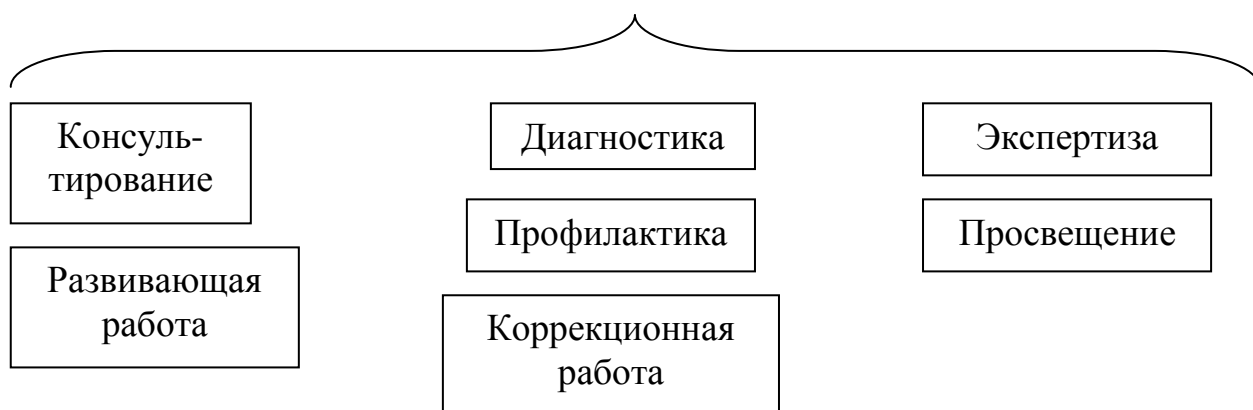 Консуль-
тирование
Развивающая
работа
Диагностика
Профилактика
Коррекционная
работа
Экспертиза
Просвещение